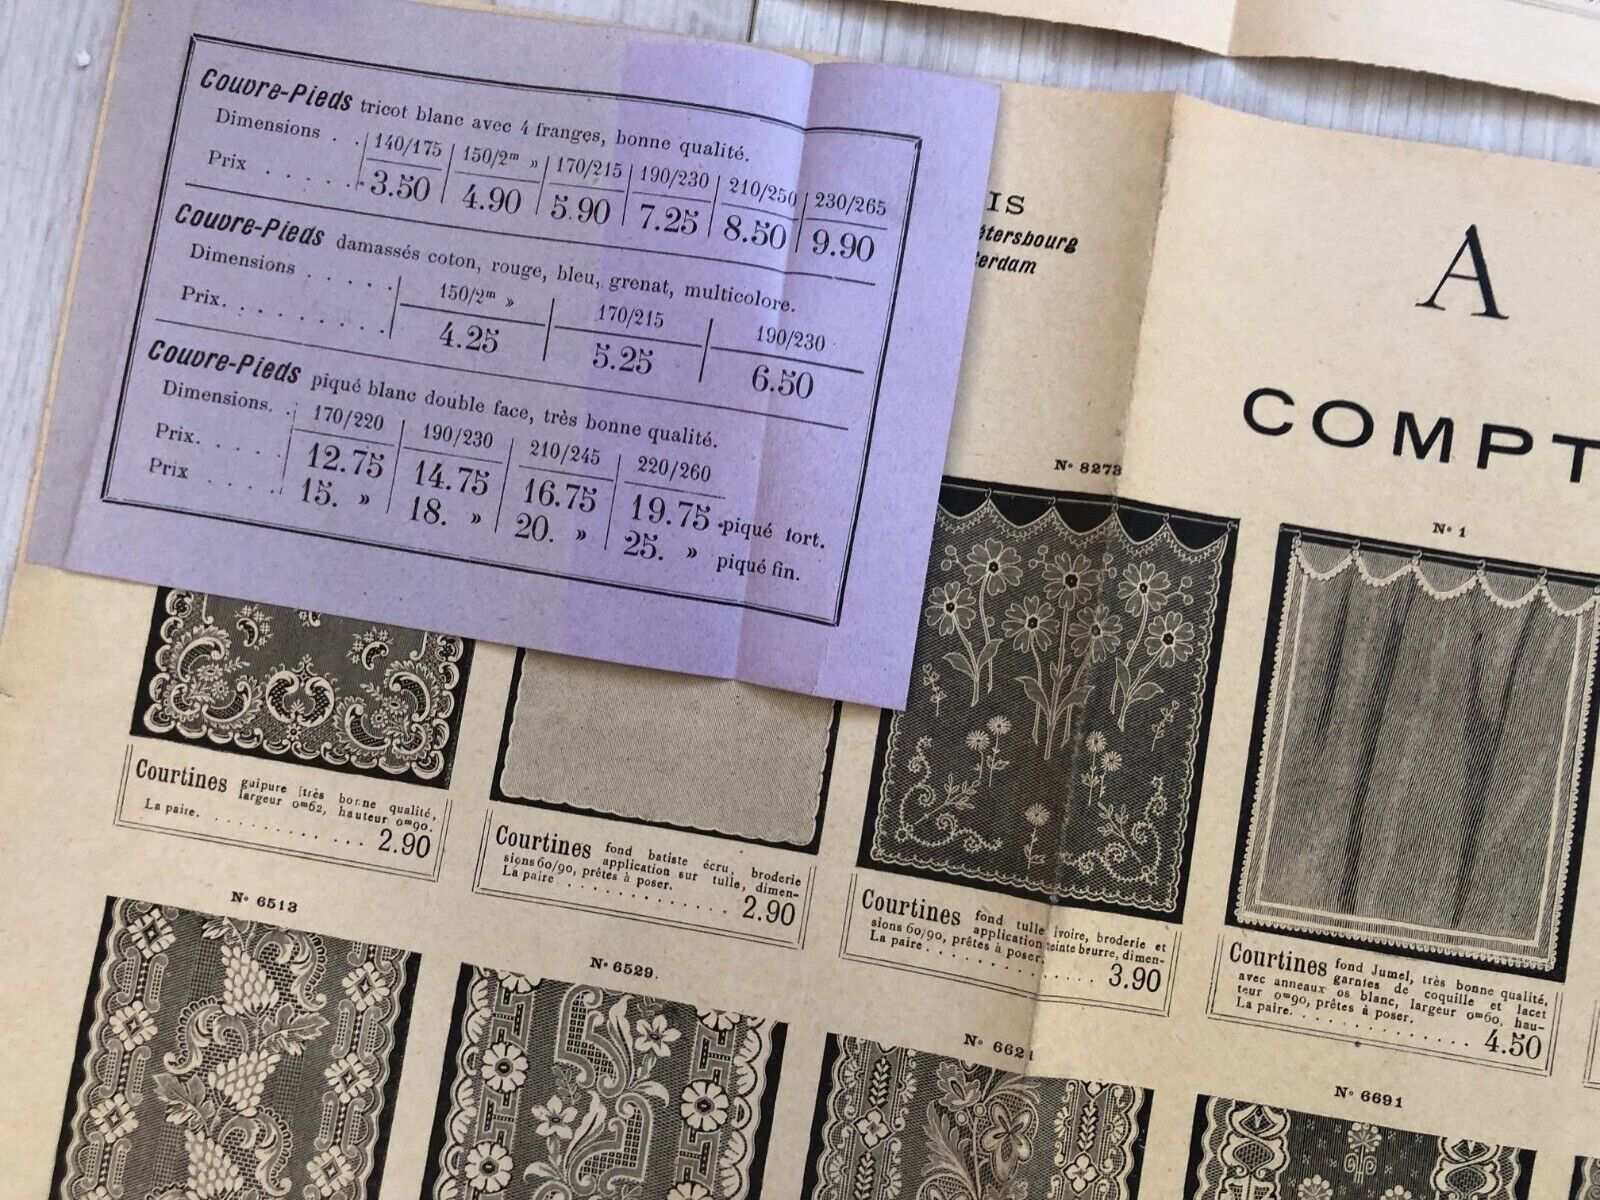 Couvre-Pieds tricot blanc avec 4 franges, bonne qualité.
Dimensions . . 140/175 150/2m » 170/215 190/230 210/250 230/265
Prix . . . . . . 3.50 4.90 5.90 7.25 8.50 9.90
Couvre-Pieds damassés coton, rouge, bleu, grenat, multicolore.
Dimensions . . . . . 150/2m » 170/215 190/230
Prix. . . . . . . . . 4.25 5.25 6.50
Couvre-Pieds piqué blanc double face, très bonne qualité.
Dimensions. . 170/220 190/230 210/245 220/260
Prix. . . . . 12.75 14.75 16.75 19.75 piqué fort.
Prix . . . . 15. » 18. » 20. » 25. » piqué fin.
IS
étersbourg
terdam
A
COMPT
N° 8273
N° 1
Courtines guipure très bonne qualité,
largeur 0m62, hauteur 0m90.
La paire. . . . . . . . . . . . 2.90
Courtines fond batiste écru, broderie
application sur tulle, dimen-
sions 60/90, prêtes à poser.
La paire . . . . . . . . . . . . 2.90
Courtines fond tulle ivoire, broderie et
application teinte beurre, dimen-
sions 60/90, prêtes à poser.
La paire . . . . . . . . . . . . 3.90
Courtines fond Jumel, très bonne qualité,
garnies de coquille et lacet
avec anneaux os blanc, largeur 0m60, hau-
teur 0m90, prêtes à poser.
La paire. . . . . . . . . . . . 4.50
N° 6513
N° 6529.
N° 6621
N° 6691